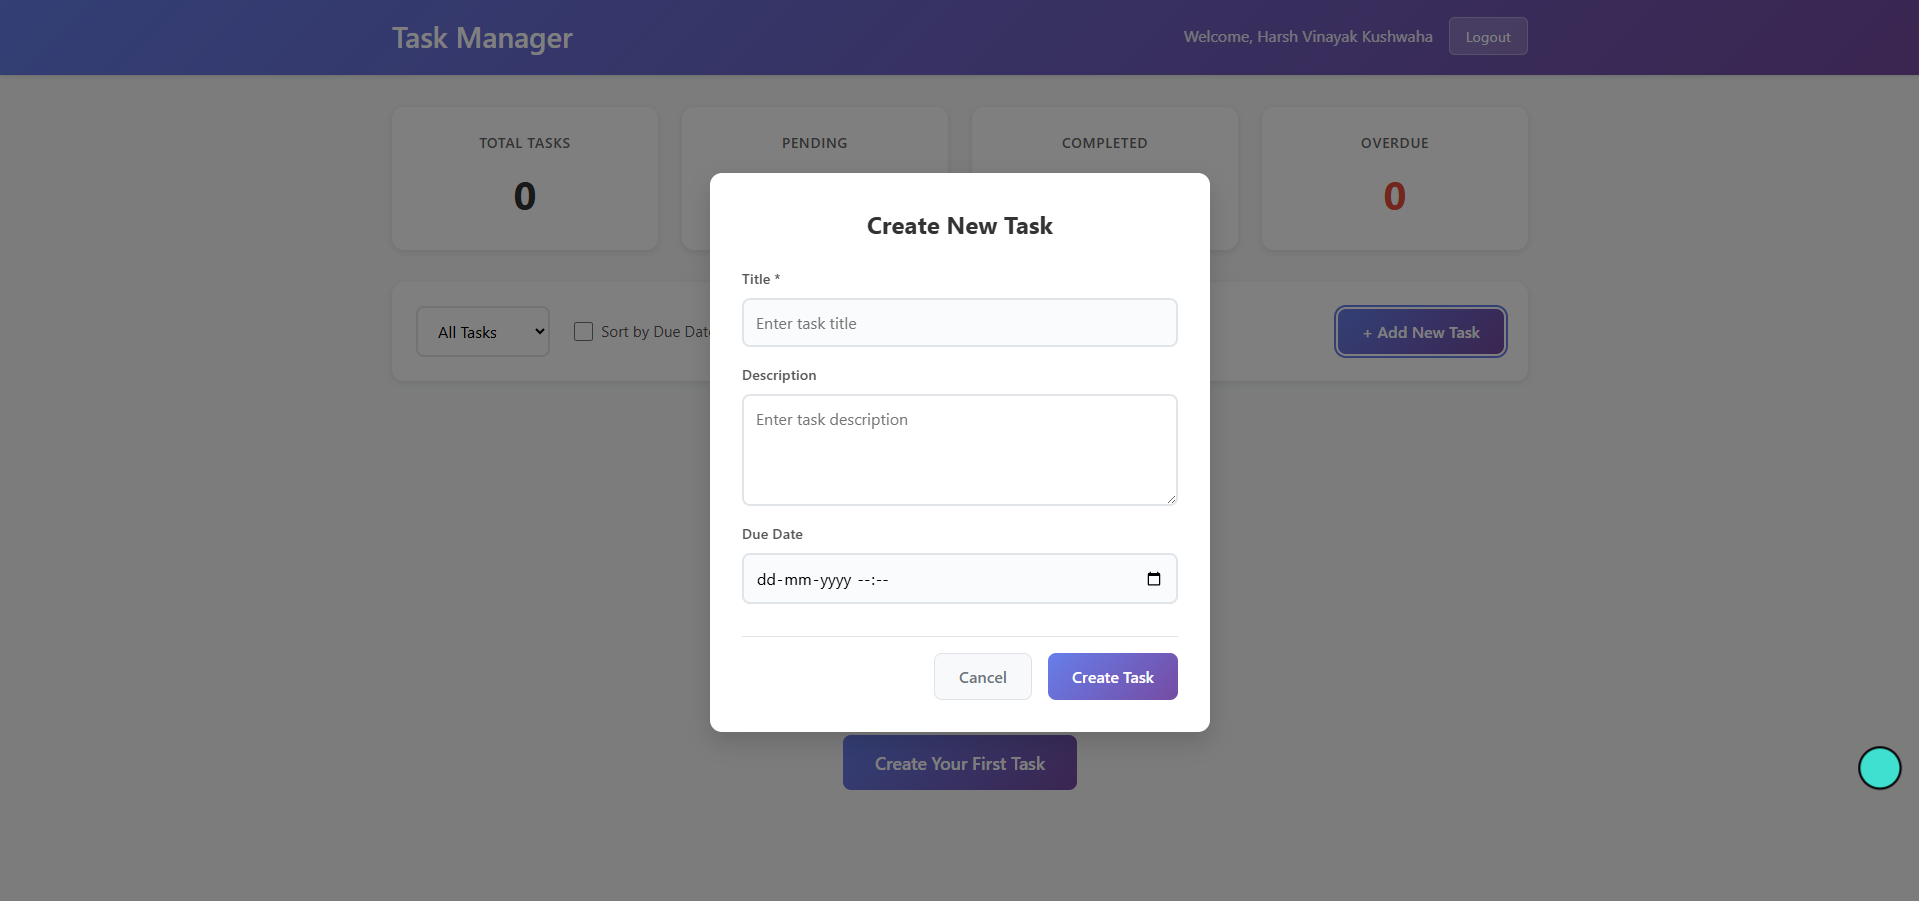 Task Manager
Welcome, Harsh Vinayak Kushwaha
Logout
TOTAL TASKS
PENDING
COMPLETED
OVERDUE
0
0
All Tasks
Sort by Due Date
+ Add New Task
Create New Task
Title *
Enter task title
Description
Enter task description
Due Date
dd-mm-yyyy --:--
Cancel
Create Task
Create Your First Task